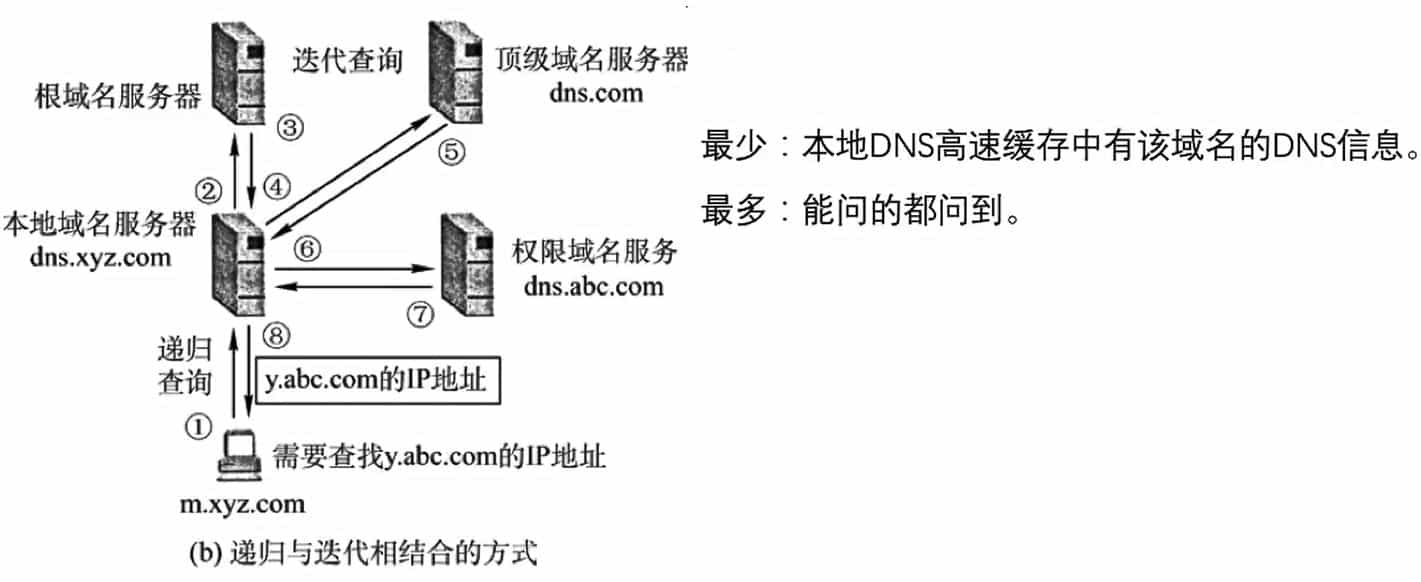 迭代查询
顶级域名服务器
dns.com
根域名服务器
③
⑤
②
④
本地域名服务器
dns.xyz.com
⑥
权限域名服务
dns.abc.com
⑦
⑧
递归
查询
y.abc.com的IP地址
①
需要查找y.abc.com的IP地址
m.xyz.com
(b) 递归与迭代相结合的方式
最少：本地DNS高速缓存中有该域名的DNS信息。
最多：能问的都问到。